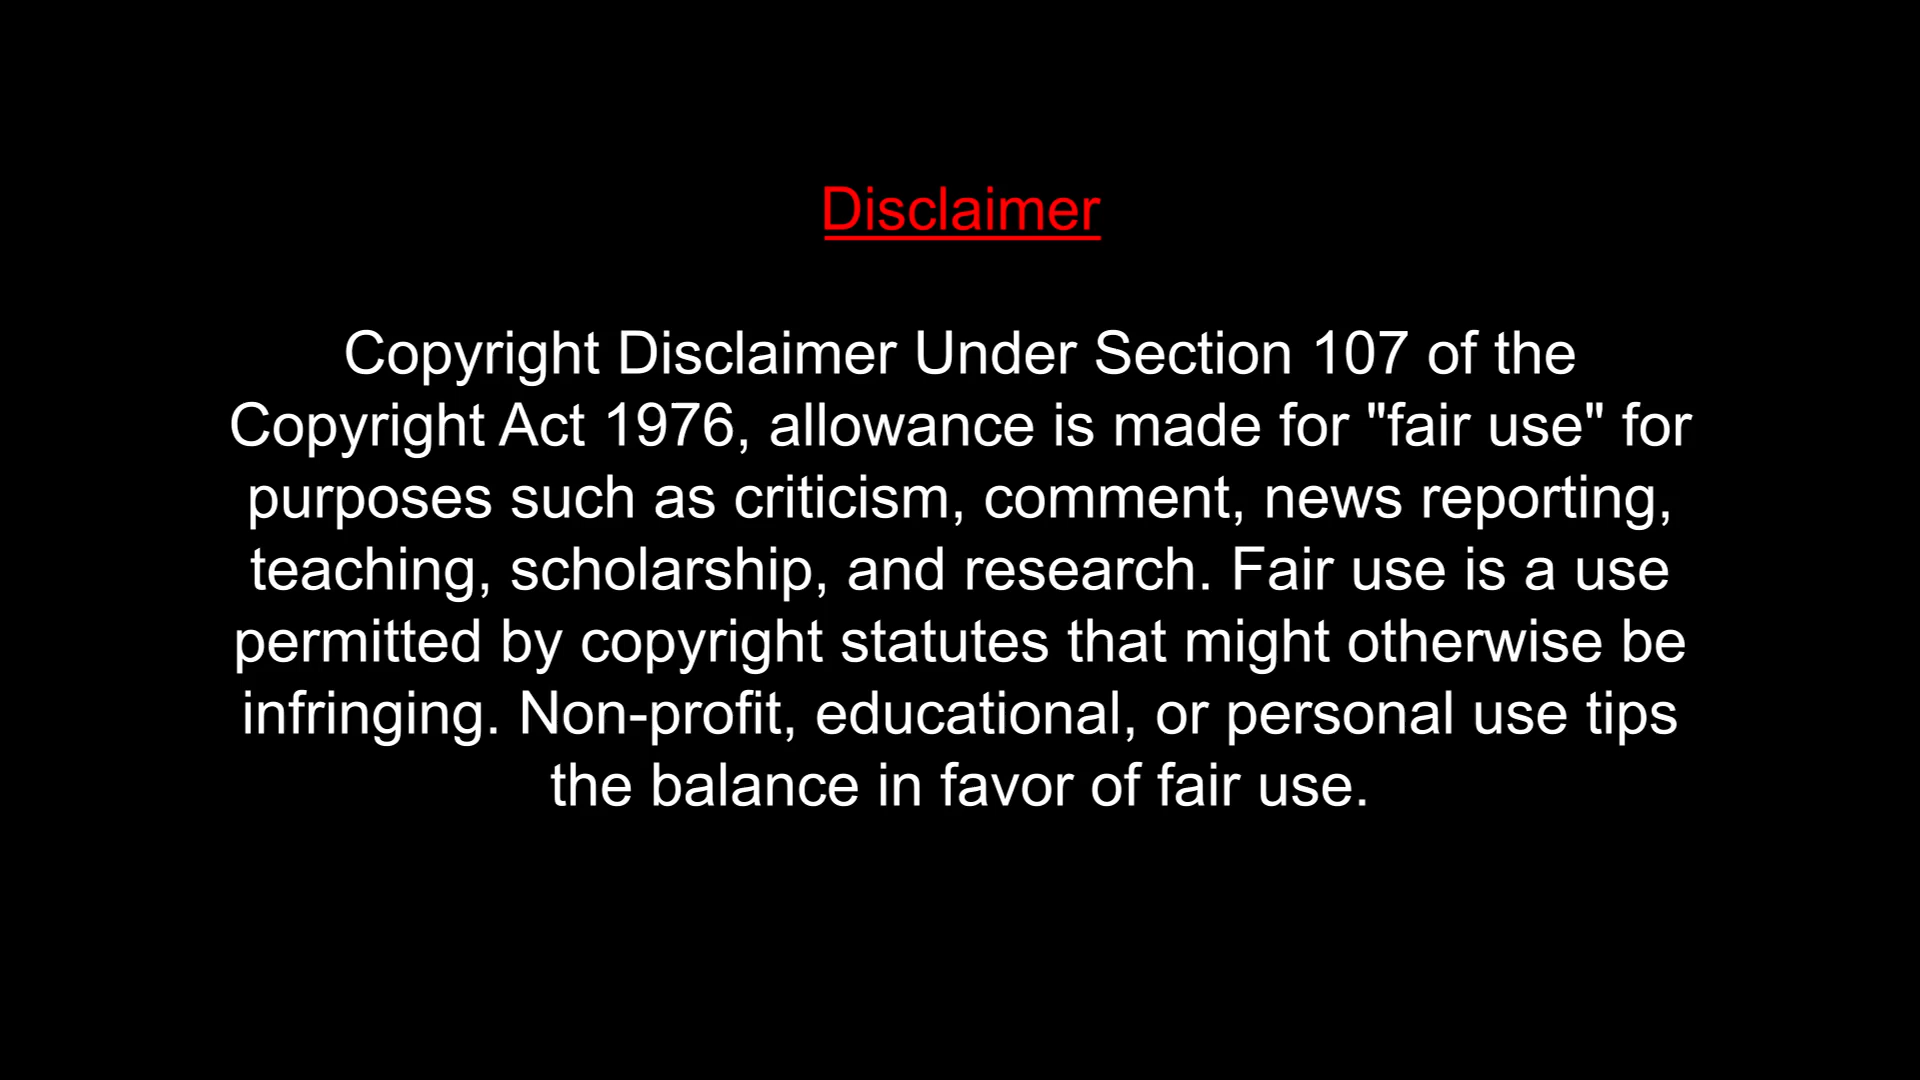 Disclaimer
Copyright Disclaimer Under Section 107 of the
Copyright Act 1976, allowance is made for "fair use" for
purposes such as criticism, comment, news reporting,
teaching, scholarship, and research. Fair use is a use
permitted by copyright statutes that might otherwise be
infringing. Non-profit, educational, or personal use tips
the balance in favor of fair use.